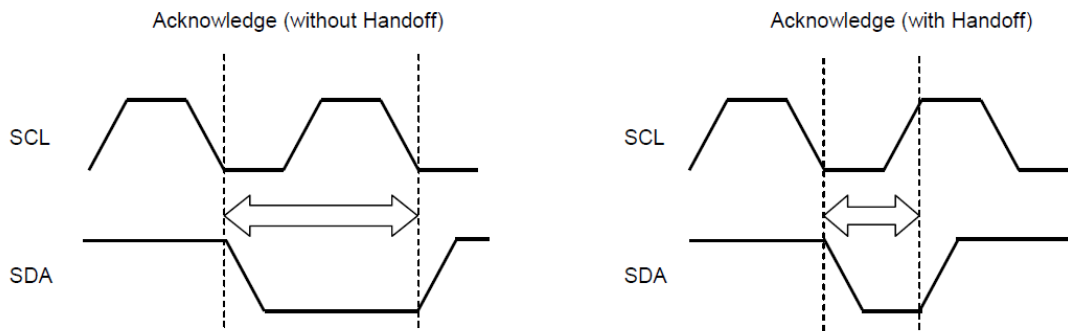 Acknowledge (without Handoff)
SCL
SDA
Acknowledge (with Handoff)
SCL
SDA